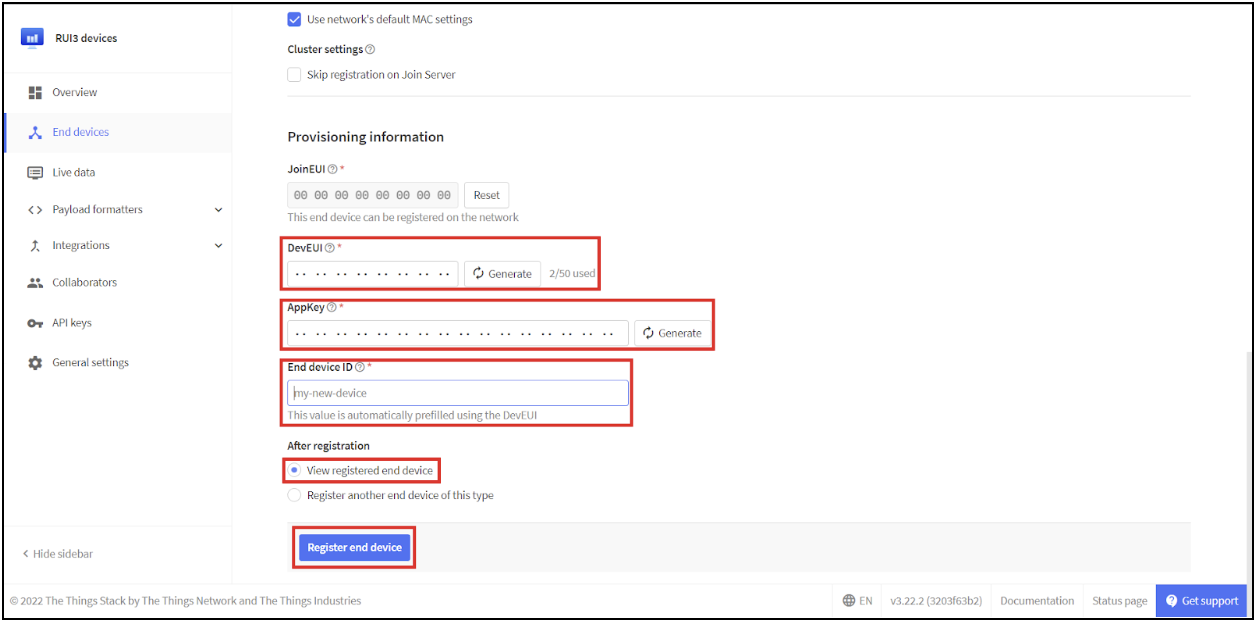 RUI3 devices
Overview
End devices
Live data
Payload formatters
Integrations
Collaborators
API keys
General settings
Hide sidebar
Use network's default MAC settings
Cluster settings
Skip registration on Join Server
Provisioning information
JoinEUI *
00 00 00 00 00 00 00 00 Reset
This end device can be registered on the network
DevEUI *
·· ·· ·· ·· ·· ·· ·· ·· Generate 2/50 used
AppKey *
·· ·· ·· ·· ·· ·· ·· ·· ·· ·· ·· ·· ·· ·· ·· ·· Generate
End device ID *
my-new-device
This value is automatically prefilled using the DevEUI
After registration
View registered end device
Register another end device of this type
Register end device
© 2022 The Things Stack by The Things Network and The Things Industries EN v3.22.2 (3203f63b2) Documentation Status page Get support